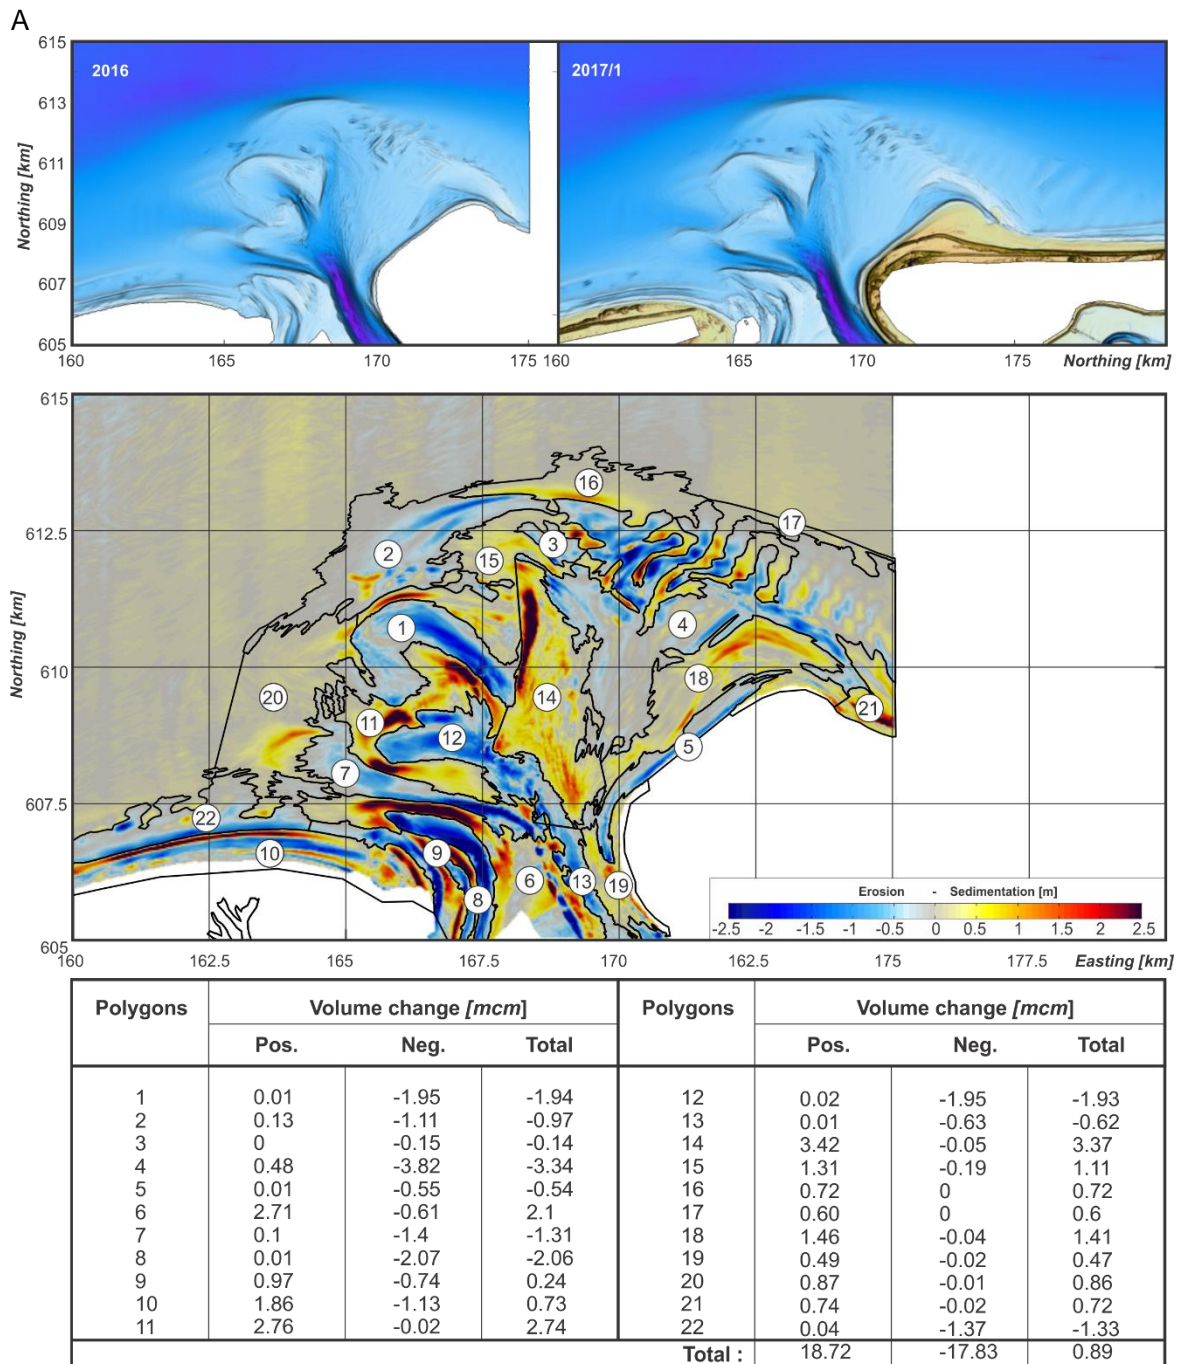 A
615
613
611
609
607
605
Northing [km]
2016
2017/1
160
165
170
175
160
165
170
175
Northing [km]
615
612.5
610
607.5
605
Northing [km]
16
17
2
3
15
1
4
20
11
14
18
12
21
5
7
22
10
9
6
13
19
8
Erosion - Sedimentation [m]
-2.5 -2 -1.5 -1 -0.5 0 0.5 1 1.5 2 2.5
160 162.5 165 167.5 170 162.5 175 177.5 Easting [km]
Polygons Volume change [mcm] Polygons Volume change [mcm]
Pos. Neg. Total Pos. Neg. Total
1 0.01 -1.95 -1.94 12 0.02 -1.95 -1.93
2 0.13 -1.11 -0.97 13 0.01 -0.63 -0.62
3 0 -0.15 -0.14 14 3.42 -0.05 3.37
4 0.48 -3.82 -3.34 15 1.31 -0.19 1.11
5 0.01 -0.55 -0.54 16 0.72 0 0.72
6 2.71 -0.61 2.1 17 0.60 0 0.6
7 0.1 -1.4 -1.31 18 1.46 -0.04 1.41
8 0.01 -2.07 -2.06 19 0.49 -0.02 0.47
9 0.97 -0.74 0.24 20 0.87 -0.01 0.86
10 1.86 -1.13 0.73 21 0.74 -0.02 0.72
11 2.76 -0.02 2.74 22 0.04 -1.37 -1.33
Total : 18.72 -17.83 0.89